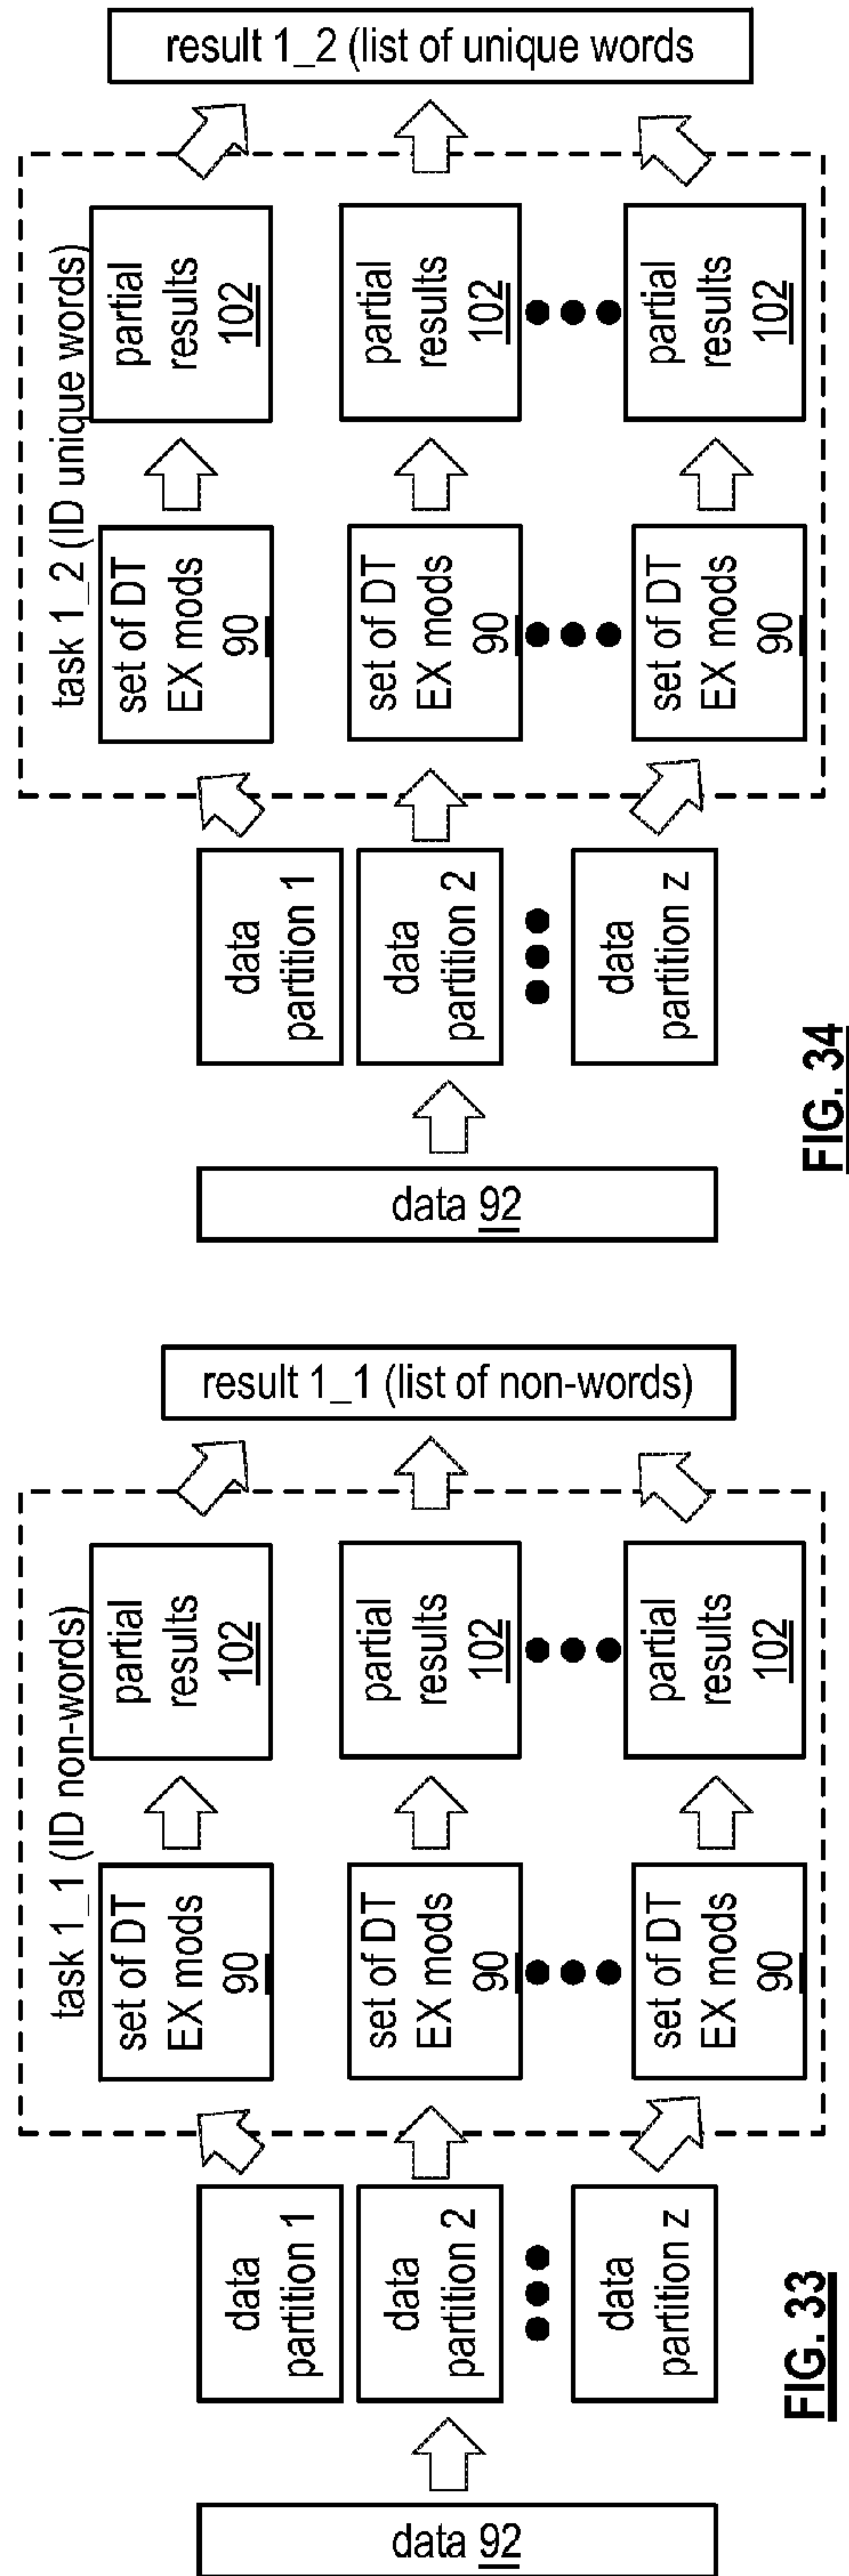 data 92
data
partition 1
data
partition 2
data
partition z
task 1_1 (ID non-words)
set of DT
EX mods
90
set of DT
EX mods
90
set of DT
EX mods
90
partial
results
102
partial
results
102
partial
results
102
result 1_1 (list of non-words)
FIG. 33
data 92
data
partition 1
data
partition 2
data
partition z
task 1_2 (ID unique words)
set of DT
EX mods
90
set of DT
EX mods
90
set of DT
EX mods
90
partial
results
102
partial
results
102
partial
results
102
result 1_2 (list of unique words
FIG. 34